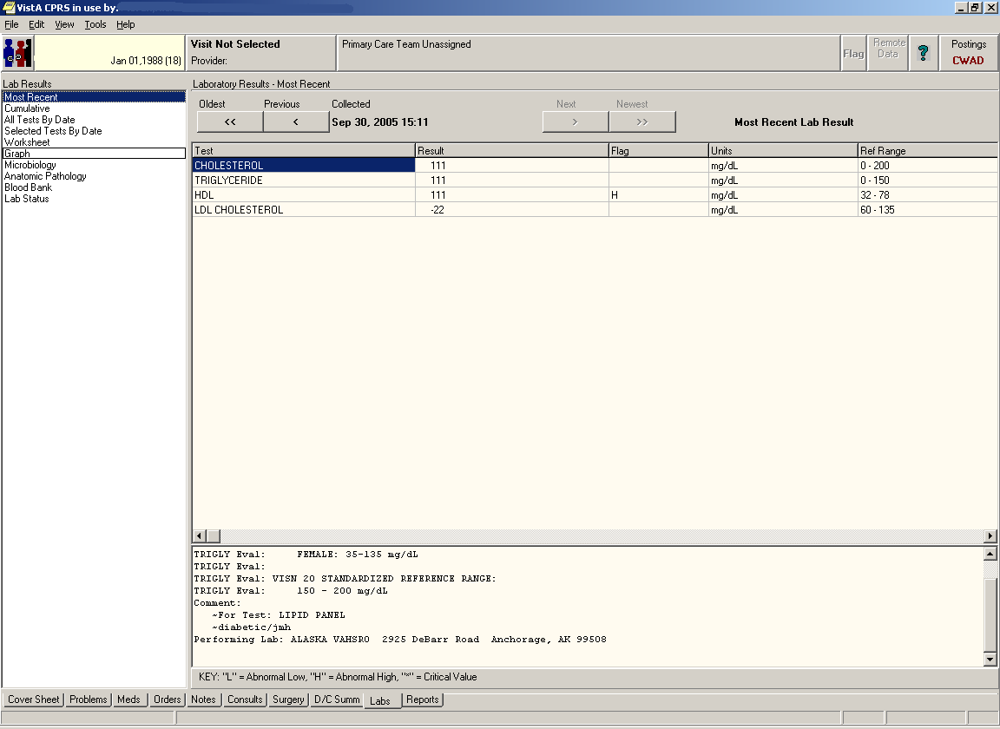 VistA CPRS in use by.
File Edit View Tools Help
Jan 01,1988 (18)
Visit Not Selected
Provider:
Primary Care Team Unassigned
Flag
Remote
Data
?
Postings
CWAD
Lab Results
Most Recent
Cumulative
All Tests By Date
Selected Tests By Date
Worksheet
Graph
Microbiology
Anatomic Pathology
Blood Bank
Lab Status
Laboratory Results - Most Recent
Oldest Previous Collected Next Newest
<< < Sep 30, 2005 15:11 > >> Most Recent Lab Result
Test Result Flag Units Ref Range
CHOLESTEROL 111 mg/dL 0 - 200
TRIGLYCERIDE 111 mg/dL 0 - 150
HDL 111 H mg/dL 32 - 78
LDL CHOLESTEROL -22 mg/dL 60 - 135
TRIGLY Eval: FEMALE: 35-135 mg/dL
TRIGLY Eval:
TRIGLY Eval: VISN 20 STANDARDIZED REFERENCE RANGE:
TRIGLY Eval: 150 - 200 mg/dL
Comment:
~For Test: LIPID PANEL
~diabetic/jmh
Performing Lab: ALASKA VAHSRO 2925 DeBarr Road Anchorage, AK 99508
KEY: "L" = Abnormal Low, "H" = Abnormal High, "*" = Critical Value
Cover Sheet Problems Meds Orders Notes Consults Surgery D/C Summ Labs Reports